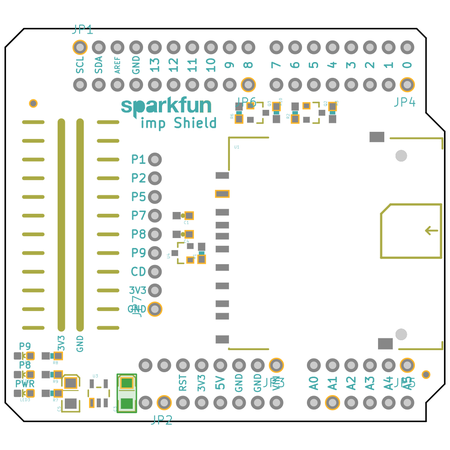 JP1
SCL SDA AREF GND 13 12 11 10 9 8 7 6 5 4 3 2 1 0
JP6 JP4
sparkfun
imp Shield
P1
P2
P5
P7
P8
P9
CD
3V3
GND
JP7
3V3 GND
P9
P8
PWR
RST 3V3 5V GND GND VIN JP3 A0 A1 A2 A3 A4 A5
JP2